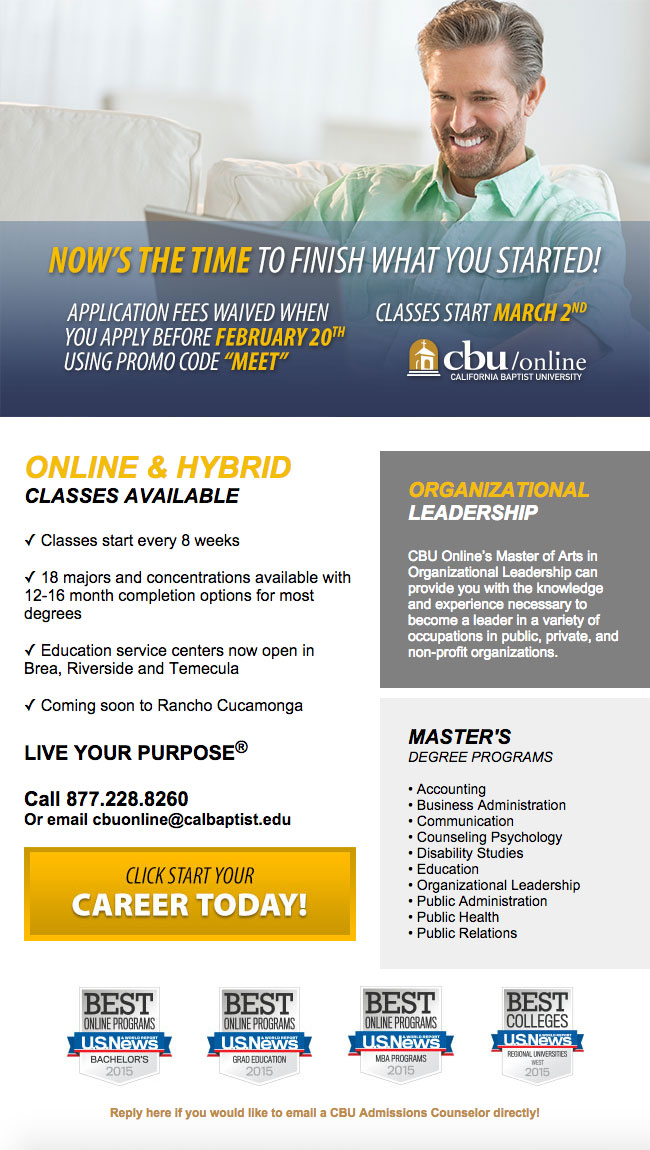 NOW'S THE TIME TO FINISH WHAT YOU STARTED!
APPLICATION FEES WAIVED WHEN
YOU APPLY BEFORE FEBRUARY 20TH
USING PROMO CODE “MEET”
CLASSES START MARCH 2ND
cbu/online
CALIFORNIA BAPTIST UNIVERSITY
ONLINE & HYBRID
CLASSES AVAILABLE
✓ Classes start every 8 weeks
✓ 18 majors and concentrations available with
12-16 month completion options for most
degrees
✓ Education service centers now open in
Brea, Riverside and Temecula
✓ Coming soon to Rancho Cucamonga
LIVE YOUR PURPOSE®
Call 877.228.8260
Or email cbuonline@calbaptist.edu
CLICK START YOUR
CAREER TODAY!
ORGANIZATIONAL
LEADERSHIP
CBU Online's Master of Arts in
Organizational Leadership can
provide you with the knowledge
and experience necessary to
become a leader in a variety of
occupations in public, private, and
non-profit organizations.
MASTER'S
DEGREE PROGRAMS
• Accounting
• Business Administration
• Communication
• Counseling Psychology
• Disability Studies
• Education
• Organizational Leadership
• Public Administration
• Public Health
• Public Relations
BEST
ONLINE PROGRAMS
U.S.News
& WORLD REPORT
BACHELOR'S
2015
BEST
ONLINE PROGRAMS
U.S.News
& WORLD REPORT
GRAD EDUCATION
2015
BEST
ONLINE PROGRAMS
U.S.News
& WORLD REPORT
MBA PROGRAMS
2015
BEST
COLLEGES
U.S.News
& WORLD REPORT
REGIONAL UNIVERSITIES
WEST
2015
Reply here if you would like to email a CBU Admissions Counselor directly!